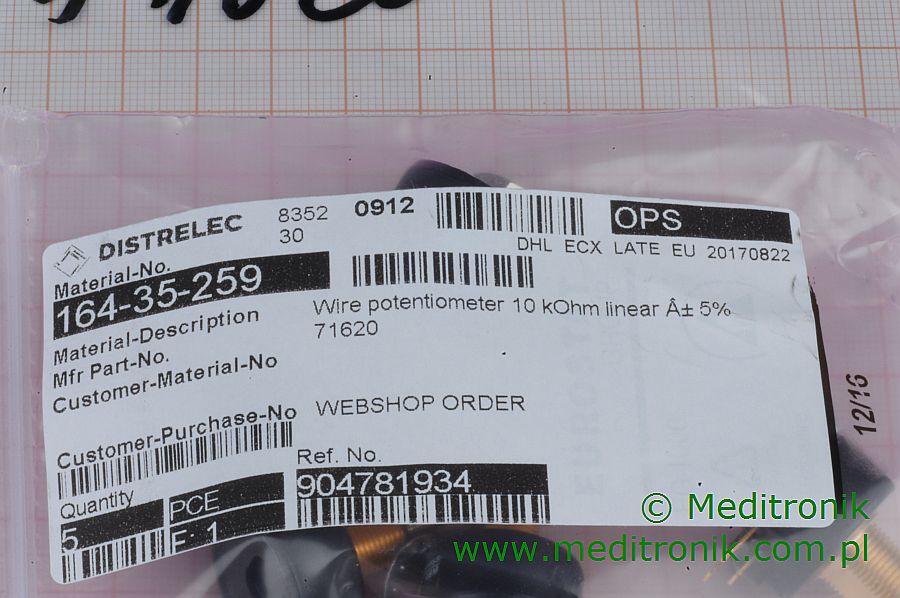 DISTRELEC
8352 0912
30
OPS
DHL ECX LATE EU 20170822
Material-No.
164-35-259
Material-Description Wire potentiometer 10 kOhm linear Â± 5%
Mfr Part-No. 71620
Customer-Material-No
Customer-Purchase-No WEBSHOP ORDER
Ref. No.
904781934
Quantity
5
PCE
E: 1
12/16
© Meditronik
www.meditronik.com.pl